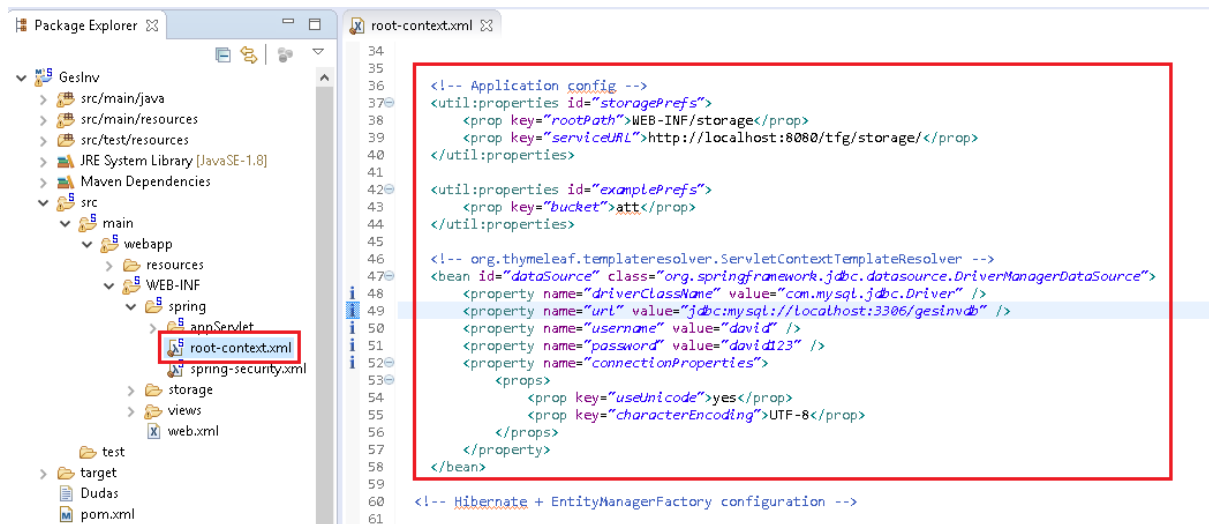 Package Explorer
GesInv
src/main/java
src/main/resources
src/test/resources
JRE System Library [JavaSE-1.8]
Maven Dependencies
src
main
webapp
resources
WEB-INF
spring
appServlet
root-context.xml
spring-security.xml
storage
views
web.xml
test
target
Dudas
pom.xml
root-context.xml
34
35
36 <!-- Application config -->
37 <util:properties id="storagePrefs">
38 <prop key="rootPath">WEB-INF/storage</prop>
39 <prop key="serviceURL">http://localhost:8080/tfg/storage/</prop>
40 </util:properties>
41
42 <util:properties id="examplePrefs">
43 <prop key="bucket">att</prop>
44 </util:properties>
45
46 <!-- org.thymeleaf.templateresolver.ServletContextTemplateResolver -->
47 <bean id="dataSource" class="org.springframework.jdbc.datasource.DriverManagerDataSource">
48 <property name="driverClassName" value="com.mysql.jdbc.Driver" />
49 <property name="url" value="jdbc:mysql://localhost:3306/gesinvdb" />
50 <property name="username" value="david" />
51 <property name="password" value="david123" />
52 <property name="connectionProperties">
53 <props>
54 <prop key="useUnicode">yes</prop>
55 <prop key="characterEncoding">UTF-8</prop>
56 </props>
57 </property>
58 </bean>
59
60 <!-- Hibernate + EntityManagerFactory configuration -->
61